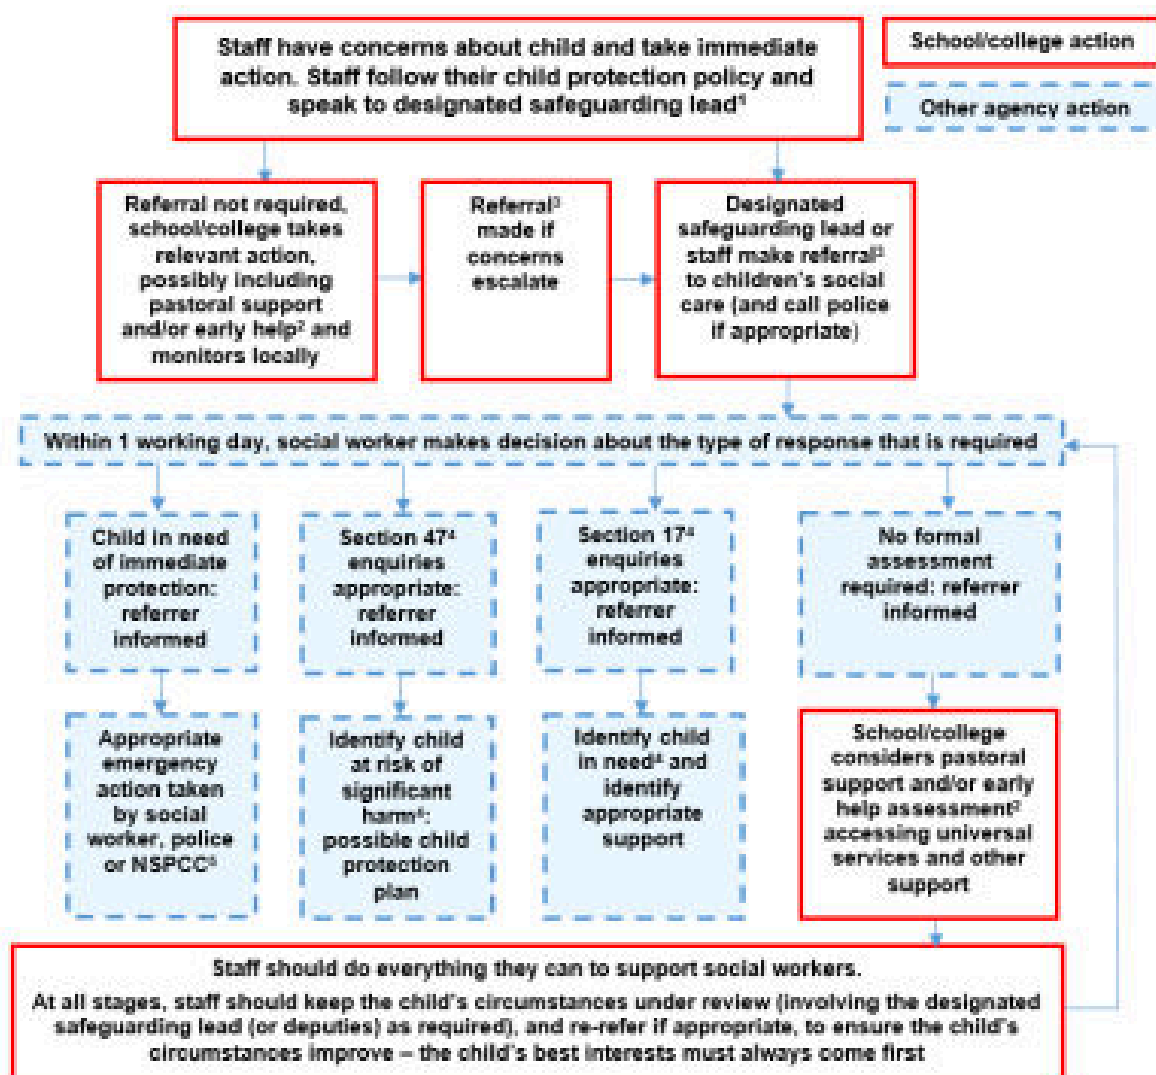 Staff have concerns about child and take immediate
action. Staff follow their child protection policy and
speak to designated safeguarding lead¹
School/college action
Other agency action
Referral not required,
school/college takes
relevant action,
possibly including
pastoral support
and/or early help² and
monitors locally
Referral³
made if
concerns
escalate
Designated
safeguarding lead or
staff make referral³
to children's social
care (and call police
if appropriate)
Within 1 working day, social worker makes decision about the type of response that is required
Child in need
of immediate
protection:
referrer
informed
Section 47⁴
enquiries
appropriate:
referrer
informed
Section 17⁴
enquiries
appropriate:
referrer
informed
No formal
assessment
required: referrer
informed
Appropriate
emergency
action taken
by social
worker, police
or NSPCC⁵
Identify child
at risk of
significant
harm⁴:
possible child
protection
plan
Identify child
in need⁴ and
identify
appropriate
support
School/college
considers pastoral
support and/or early
help assessment²
accessing universal
services and other
support
Staff should do everything they can to support social workers.
At all stages, staff should keep the child's circumstances under review (involving the designated
safeguarding lead (or deputies) as required), and re-refer if appropriate, to ensure the child's
circumstances improve – the child's best interests must always come first